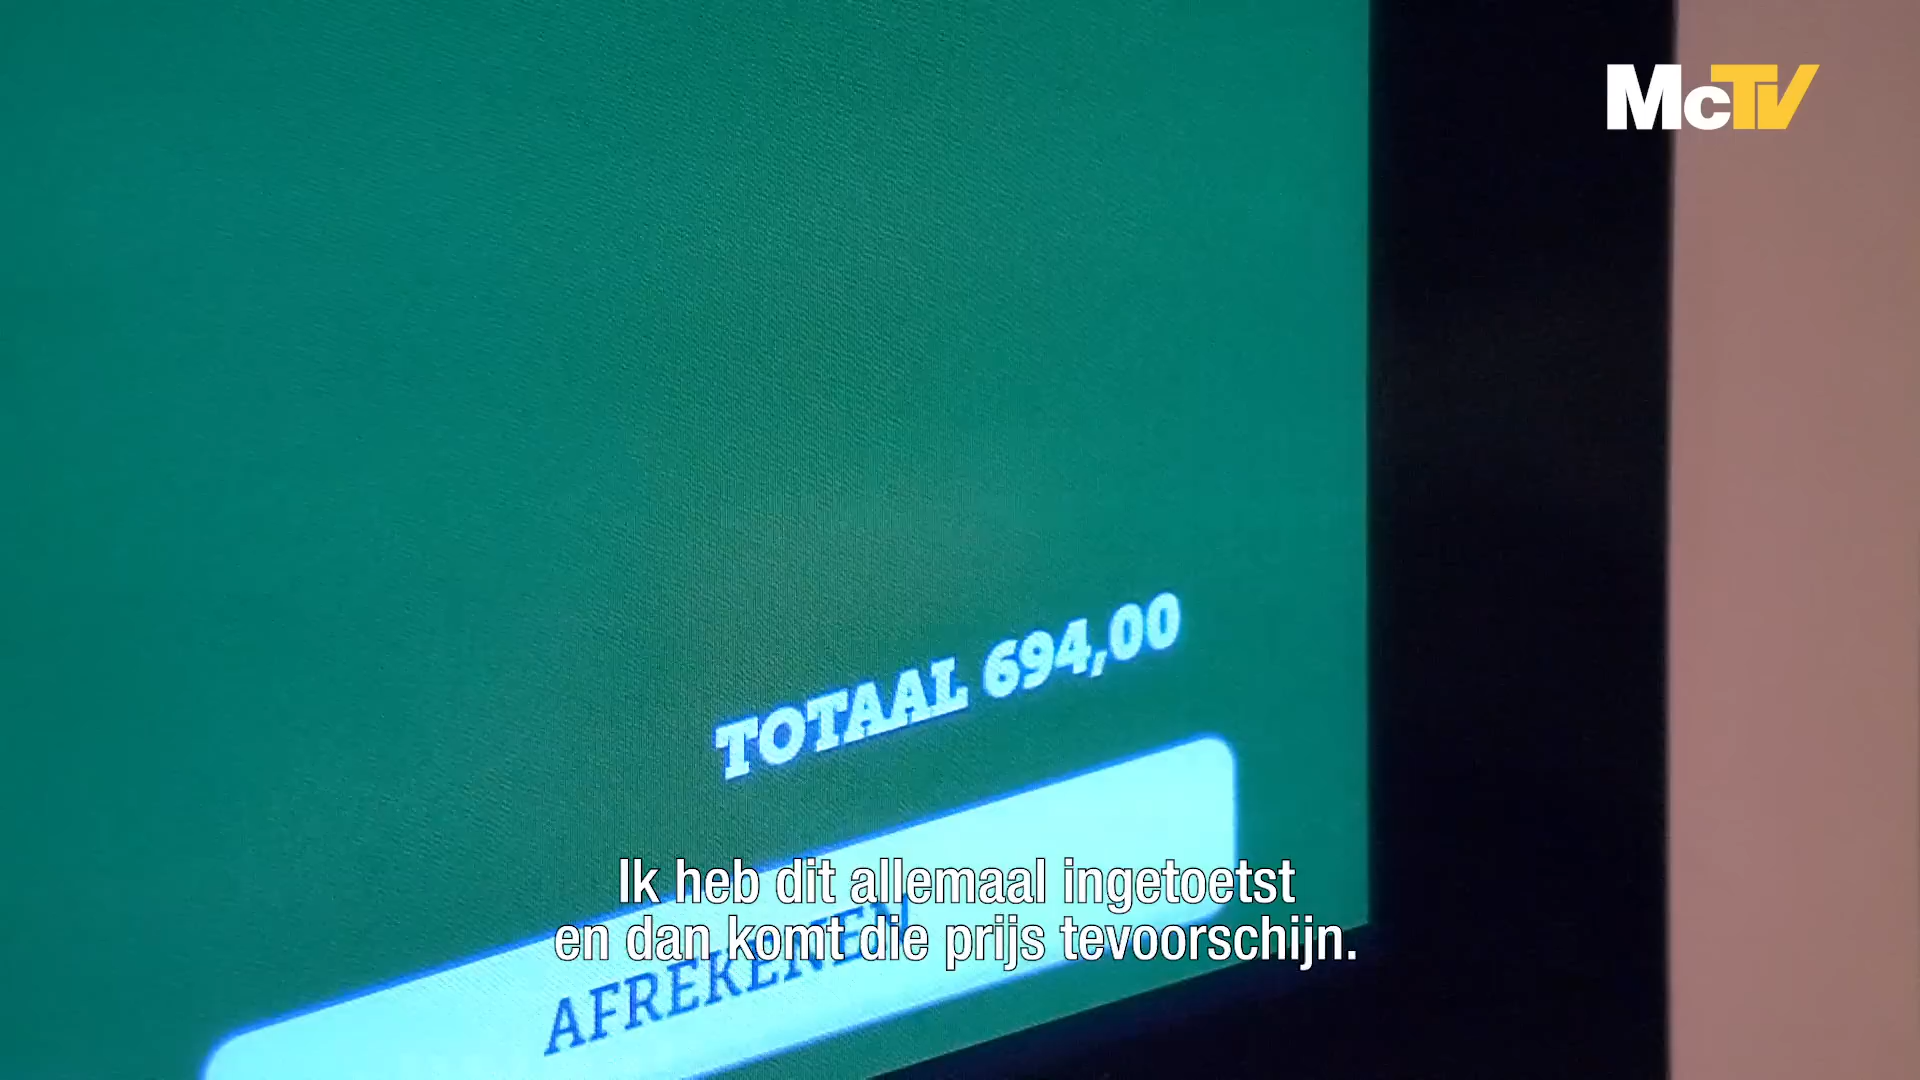 McTV
TOTAAL 694,00
AFREKENEN
Ik heb dit allemaal ingetoetst
en dan komt die prijs tevoorschijn.